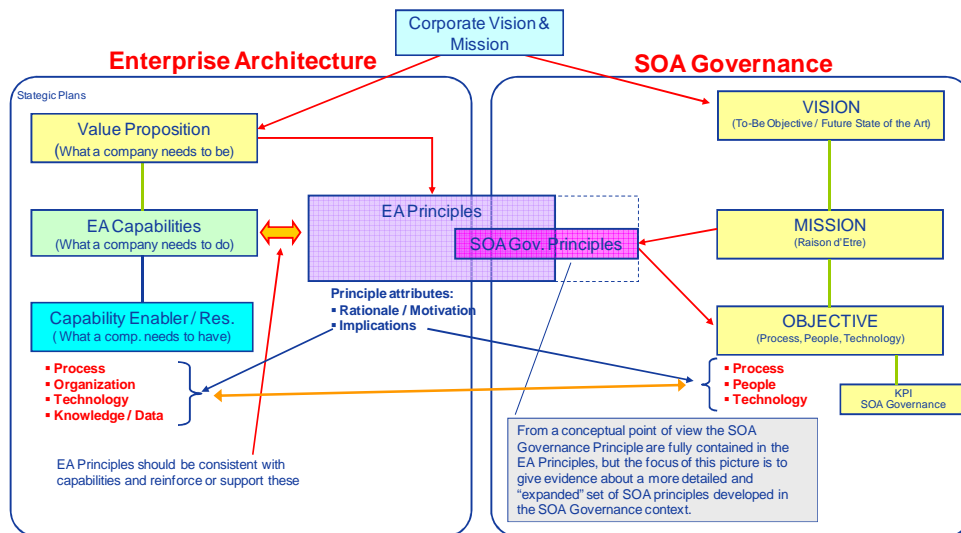 Corporate Vision &
Mission
Enterprise Architecture
SOA Governance
Stategic Plans
Value Proposition
(What a company needs to be)
EA Capabilities
(What a company needs to do)
Capability Enabler / Res.
( What a comp. needs to have)
▪ Process
▪ Organization
▪ Technology
▪ Knowledge / Data
EA Principles should be consistent with
capabilities and reinforce or support these
EA Principles
SOA Gov. Principles
Principle attributes:
▪ Rationale / Motivation
▪ Implications
VISION
(To-Be Objective / Future State of the Art)
MISSION
(Raison d'Etre)
OBJECTIVE
(Process, People, Technology)
▪ Process
▪ People
▪ Technology
KPI
SOA Governance
From a conceptual point of view the SOA
Governance Principle are fully contained in
the EA Principles, but the focus of this picture is to
give evidence about a more detailed and
“expanded” set of SOA principles developed in
the SOA Governance context.